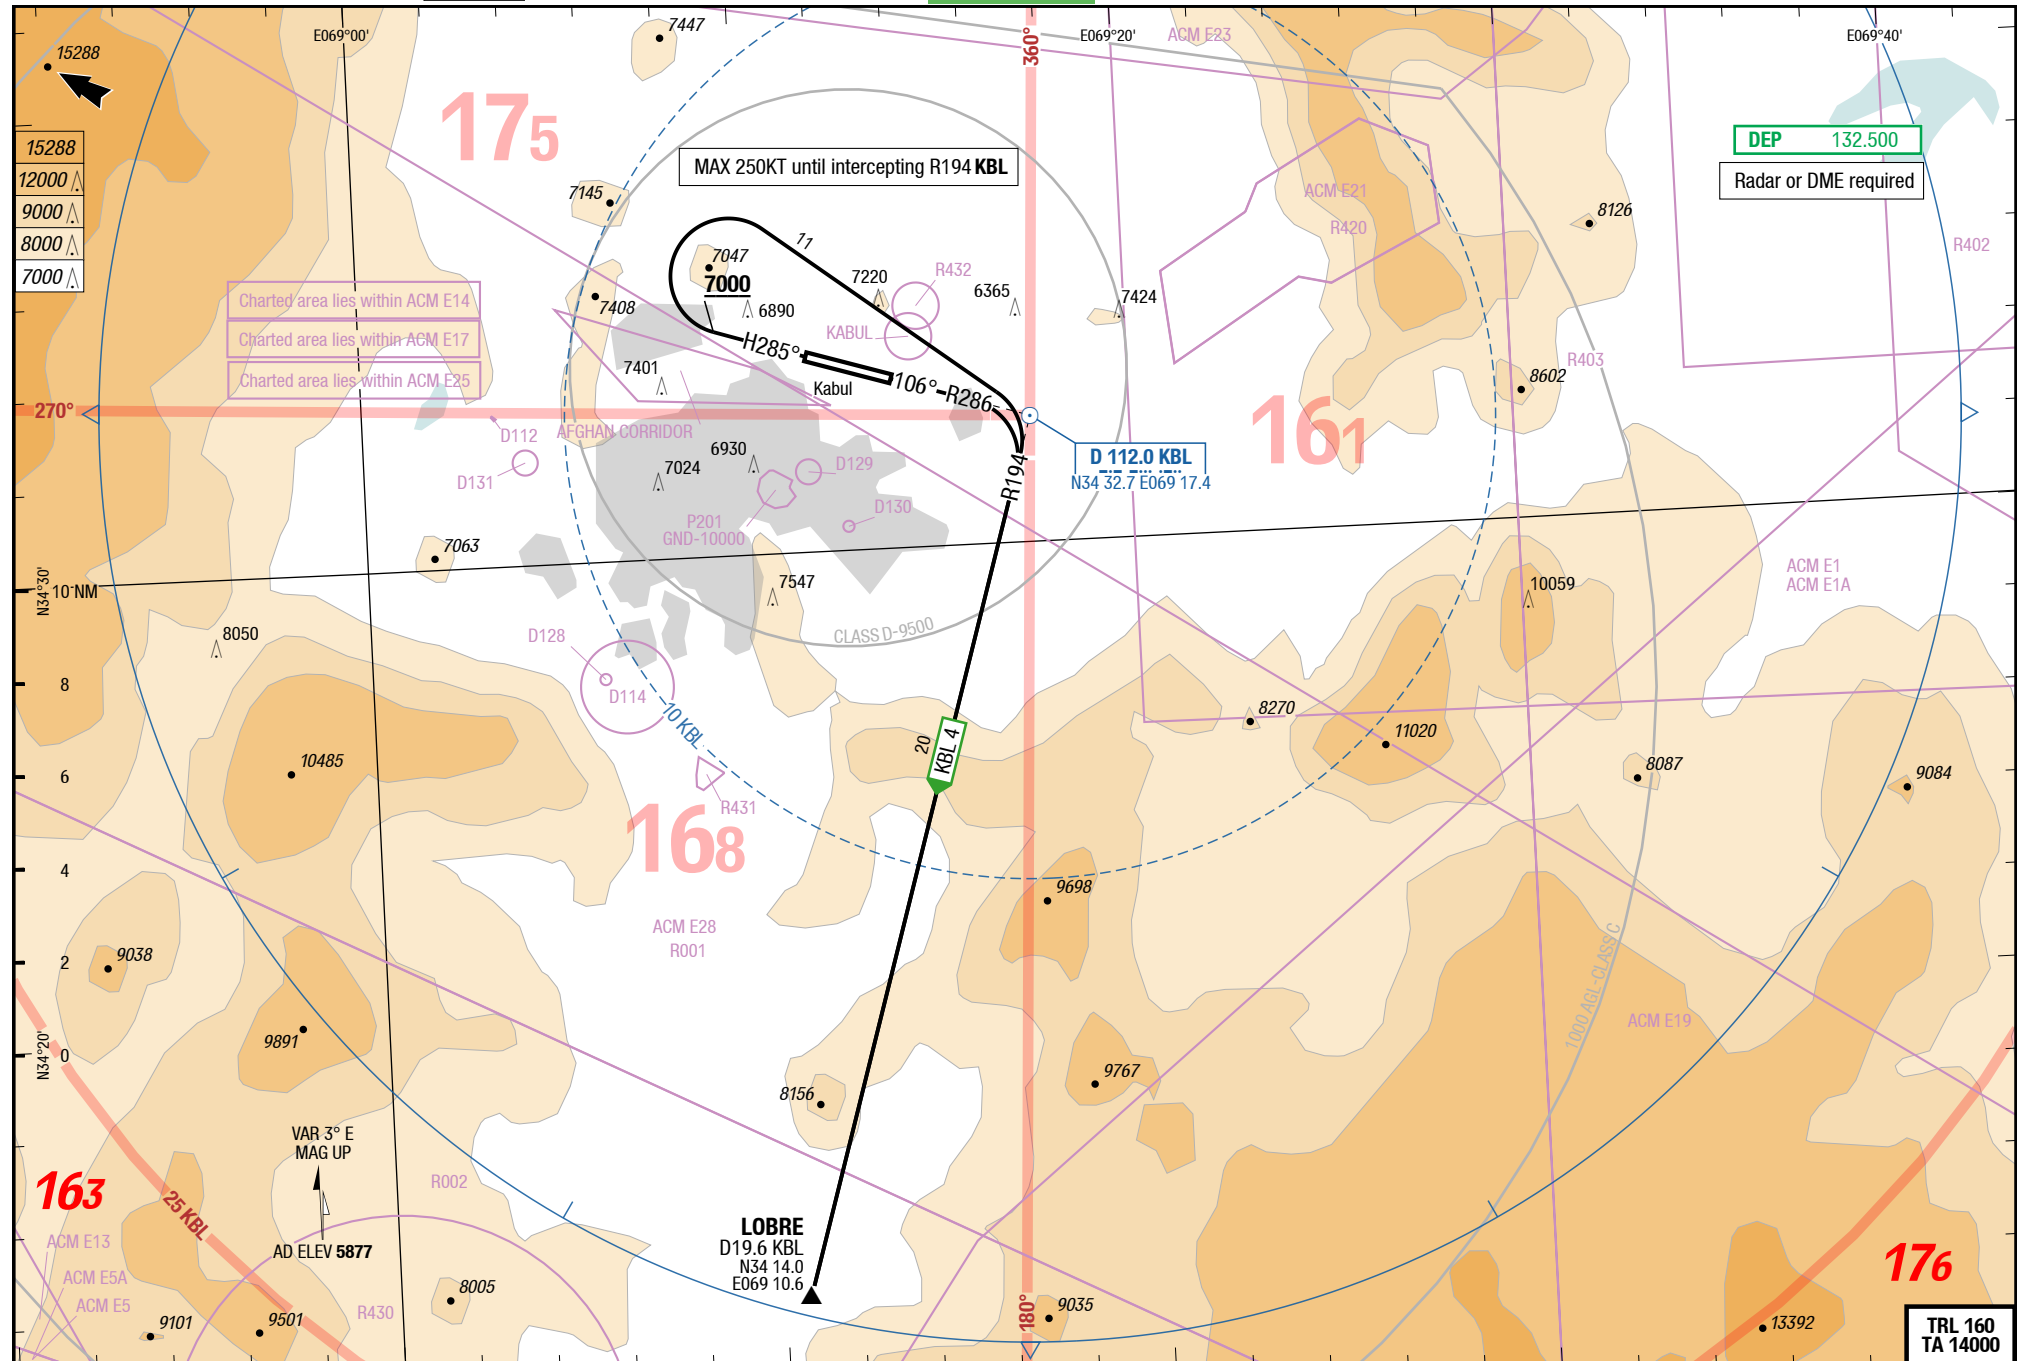 7447
E069°00'
360°
E069°20'
ACM E23
E069°40'
15288
175
DEP 132.500
15288
12000
9000
8000
7000
MAX 250KT until intercepting R194 KBL
Radar or DME required
7145
ACM E21
R420
8126
R402
11
7047
7000
6890
7220
R432
6365
7424
7408
Charted area lies within ACM E14
Charted area lies within ACM E17
Charted area lies within ACM E25
KABUL
H285°
106°-R286
Kabul
7401
R403
8602
270°
161
D112
AFGHAN CORRIDOR
D131
7024
6930
D129
D130
P201
GND-10000
R194
D 112.0 KBL
N34 32.7 E069 17.4
7063
N34°30'
10 NM
7547
ACM E1
ACM E1A
10059
8050
D128
CLASS D-9500
D114
8
10 KBL
20
KBL 4
8270
11020
10485
6
R431
8087
9084
168
4
9698
ACM E28
R001
9038
2
1000 AGL-CLASS C
ACM E19
9891
N34°20'
0
9767
8156
VAR 3° E
MAG UP
163
25 KBL
R002
LOBRE
D19.6 KBL
N34 14.0
E069 10.6
AD ELEV 5877
ACM E13
ACM E5A
ACM E5
176
9101
9501
R430
8005
180°
9035
13392
TRL 160
TA 14000